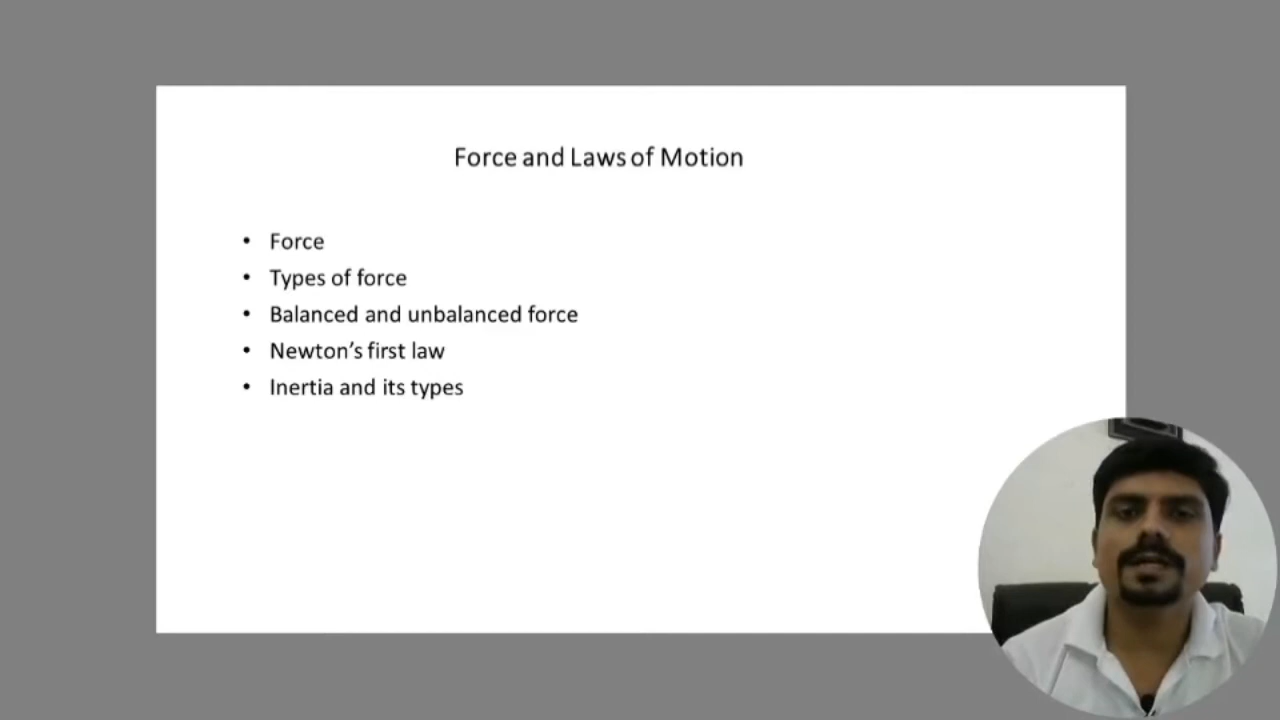 Force and Laws of Motion
• Force
• Types of force
• Balanced and unbalanced force
• Newton’s first law
• Inertia and its types